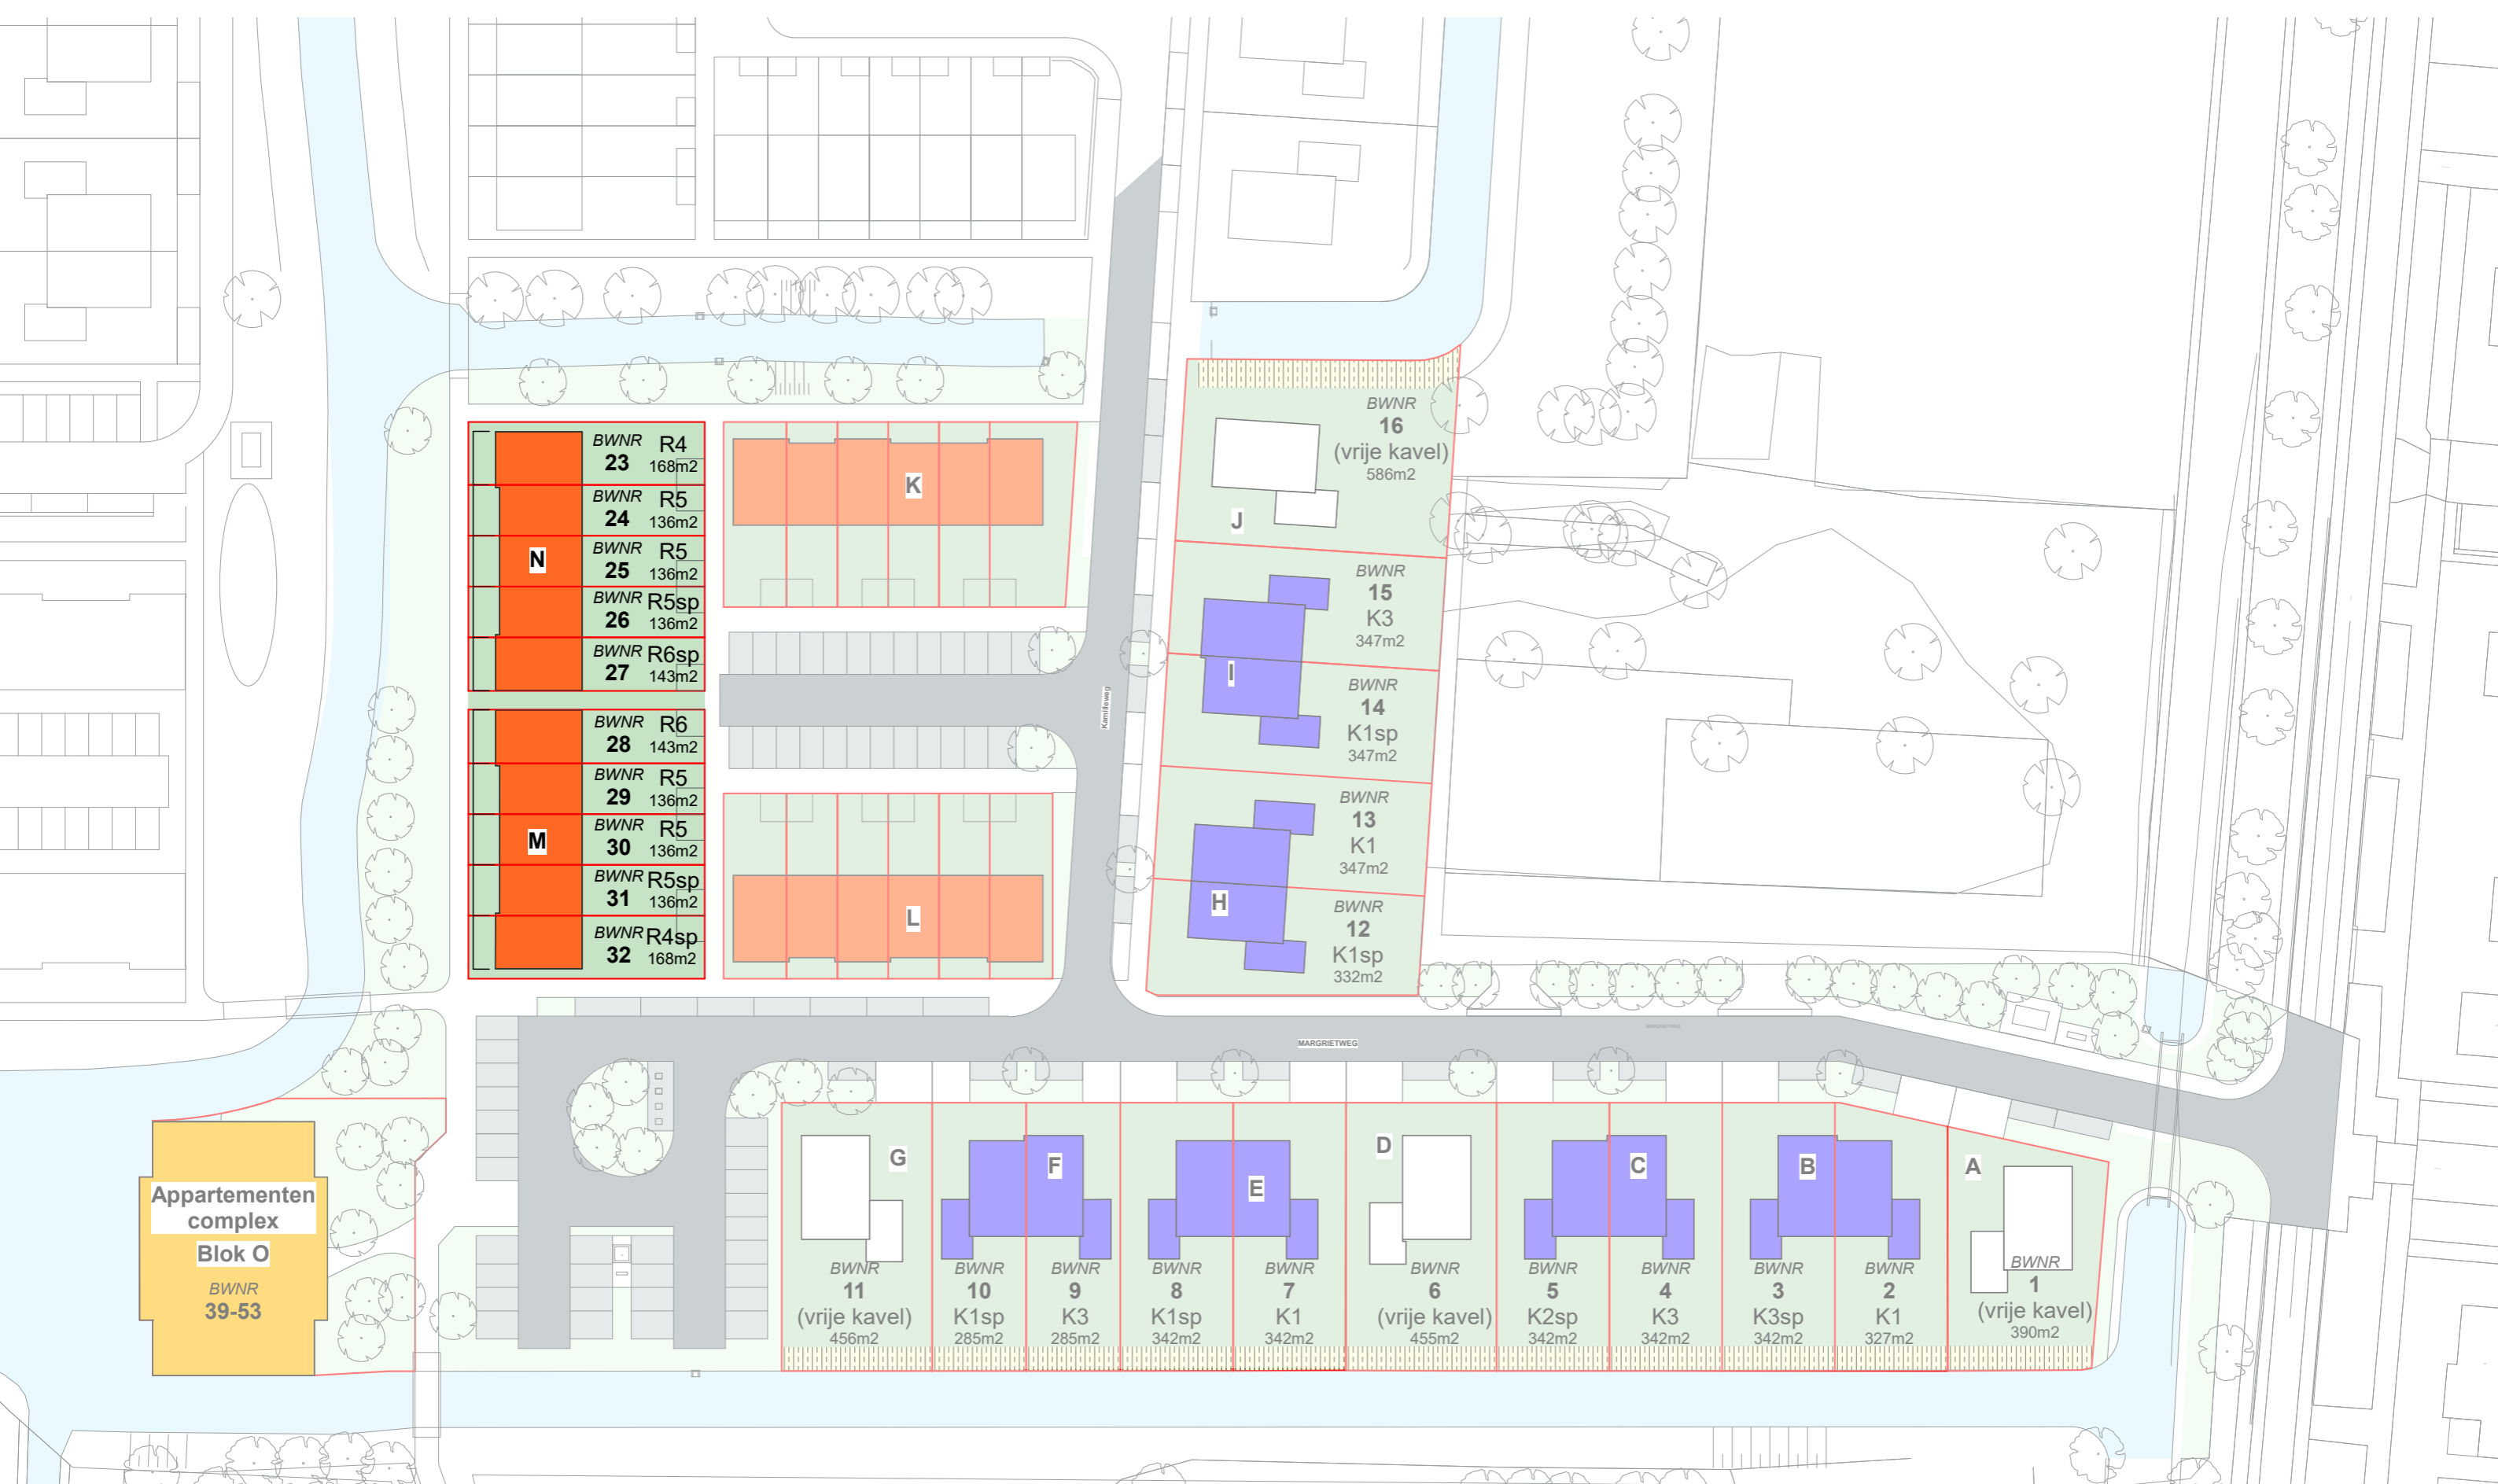 BWNR R4
23 168m2
BWNR R5
24 136m2
N
BWNR R5
25 136m2
BWNR R5sp
26 136m2
BWNR R6sp
27 143m2
BWNR R6
28 143m2
BWNR R5
29 136m2
M
BWNR R5
30 136m2
BWNR R5sp
31 136m2
BWNR R4sp
32 168m2
K
L
Kamilleweg
BWNR
16
(vrije kavel)
586m2
J
BWNR
15
K3
347m2
I
BWNR
14
K1sp
347m2
BWNR
13
K1
347m2
H
BWNR
12
K1sp
332m2
MARGRIETWEG
MARGRIETWEG
Appartementen
complex
Blok O
BWNR
39-53
G
BWNR
11
(vrije kavel)
456m2
F
BWNR
10
K1sp
285m2
BWNR
9
K3
285m2
E
BWNR
8
K1sp
342m2
BWNR
7
K1
342m2
D
BWNR
6
(vrije kavel)
455m2
C
BWNR
5
K2sp
342m2
BWNR
4
K3
342m2
B
BWNR
3
K3sp
342m2
BWNR
2
K1
327m2
A
BWNR
1
(vrije kavel)
390m2